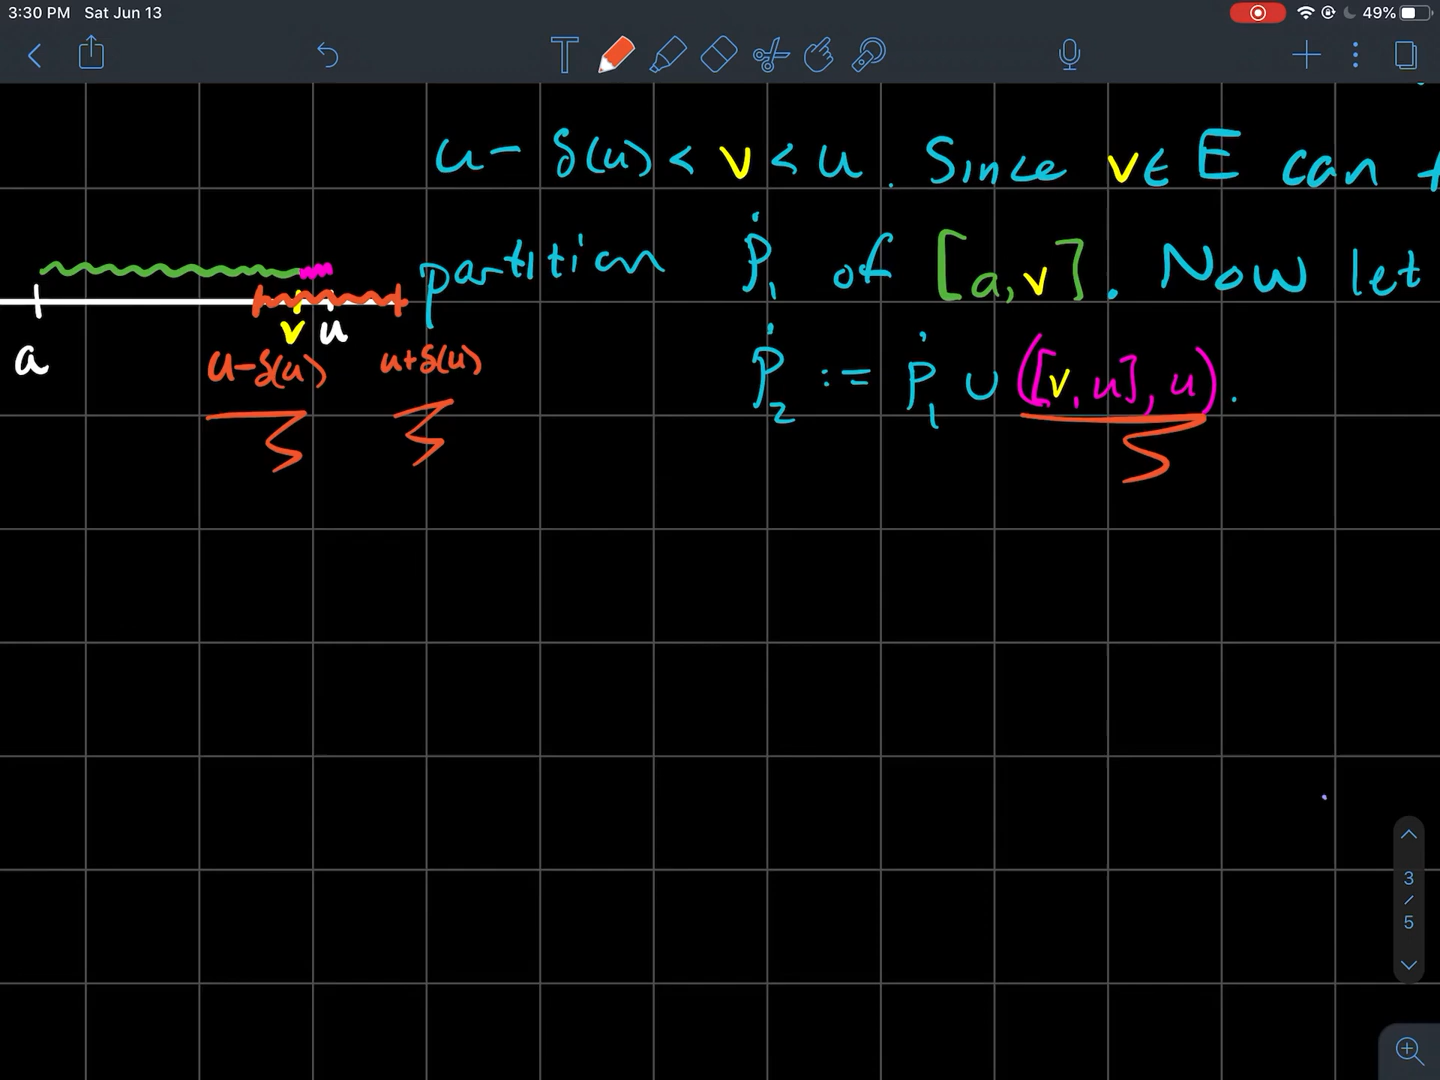 3:30 PM Sat Jun 13 49%
T
u - δ(u) < v < u. Since v ∈ E can
partition Ṗ₁ of [a, v]. Now let
v u
a u-δ(u) u+δ(u)
Ṗ₂ := Ṗ₁ ∪ ([v, u], u).
3
/
5